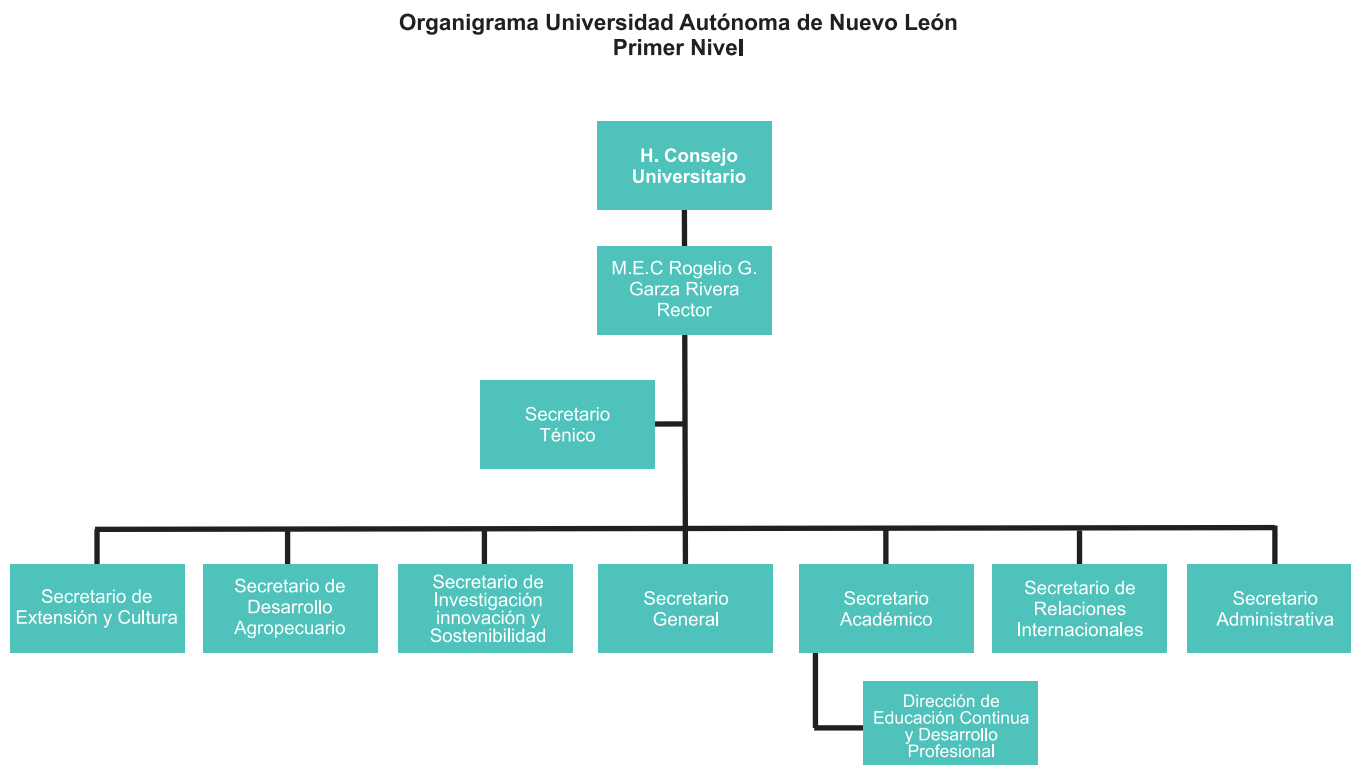 Organigrama Universidad Autónoma de Nuevo León
Primer Nivel
H. Consejo
Universitario
M.E.C Rogelio G.
Garza Rivera
Rector
Secretario
Ténico
Secretario de
Extensión y Cultura
Secretario de
Desarrollo
Agropecuario
Secretario de
Investigación
innovación y
Sostenibilidad
Secretario
General
Secretario
Académico
Secretario de
Relaciones
Internacionales
Secretario
Administrativa
Dirección de
Educación Continua
y Desarrollo
Profesional